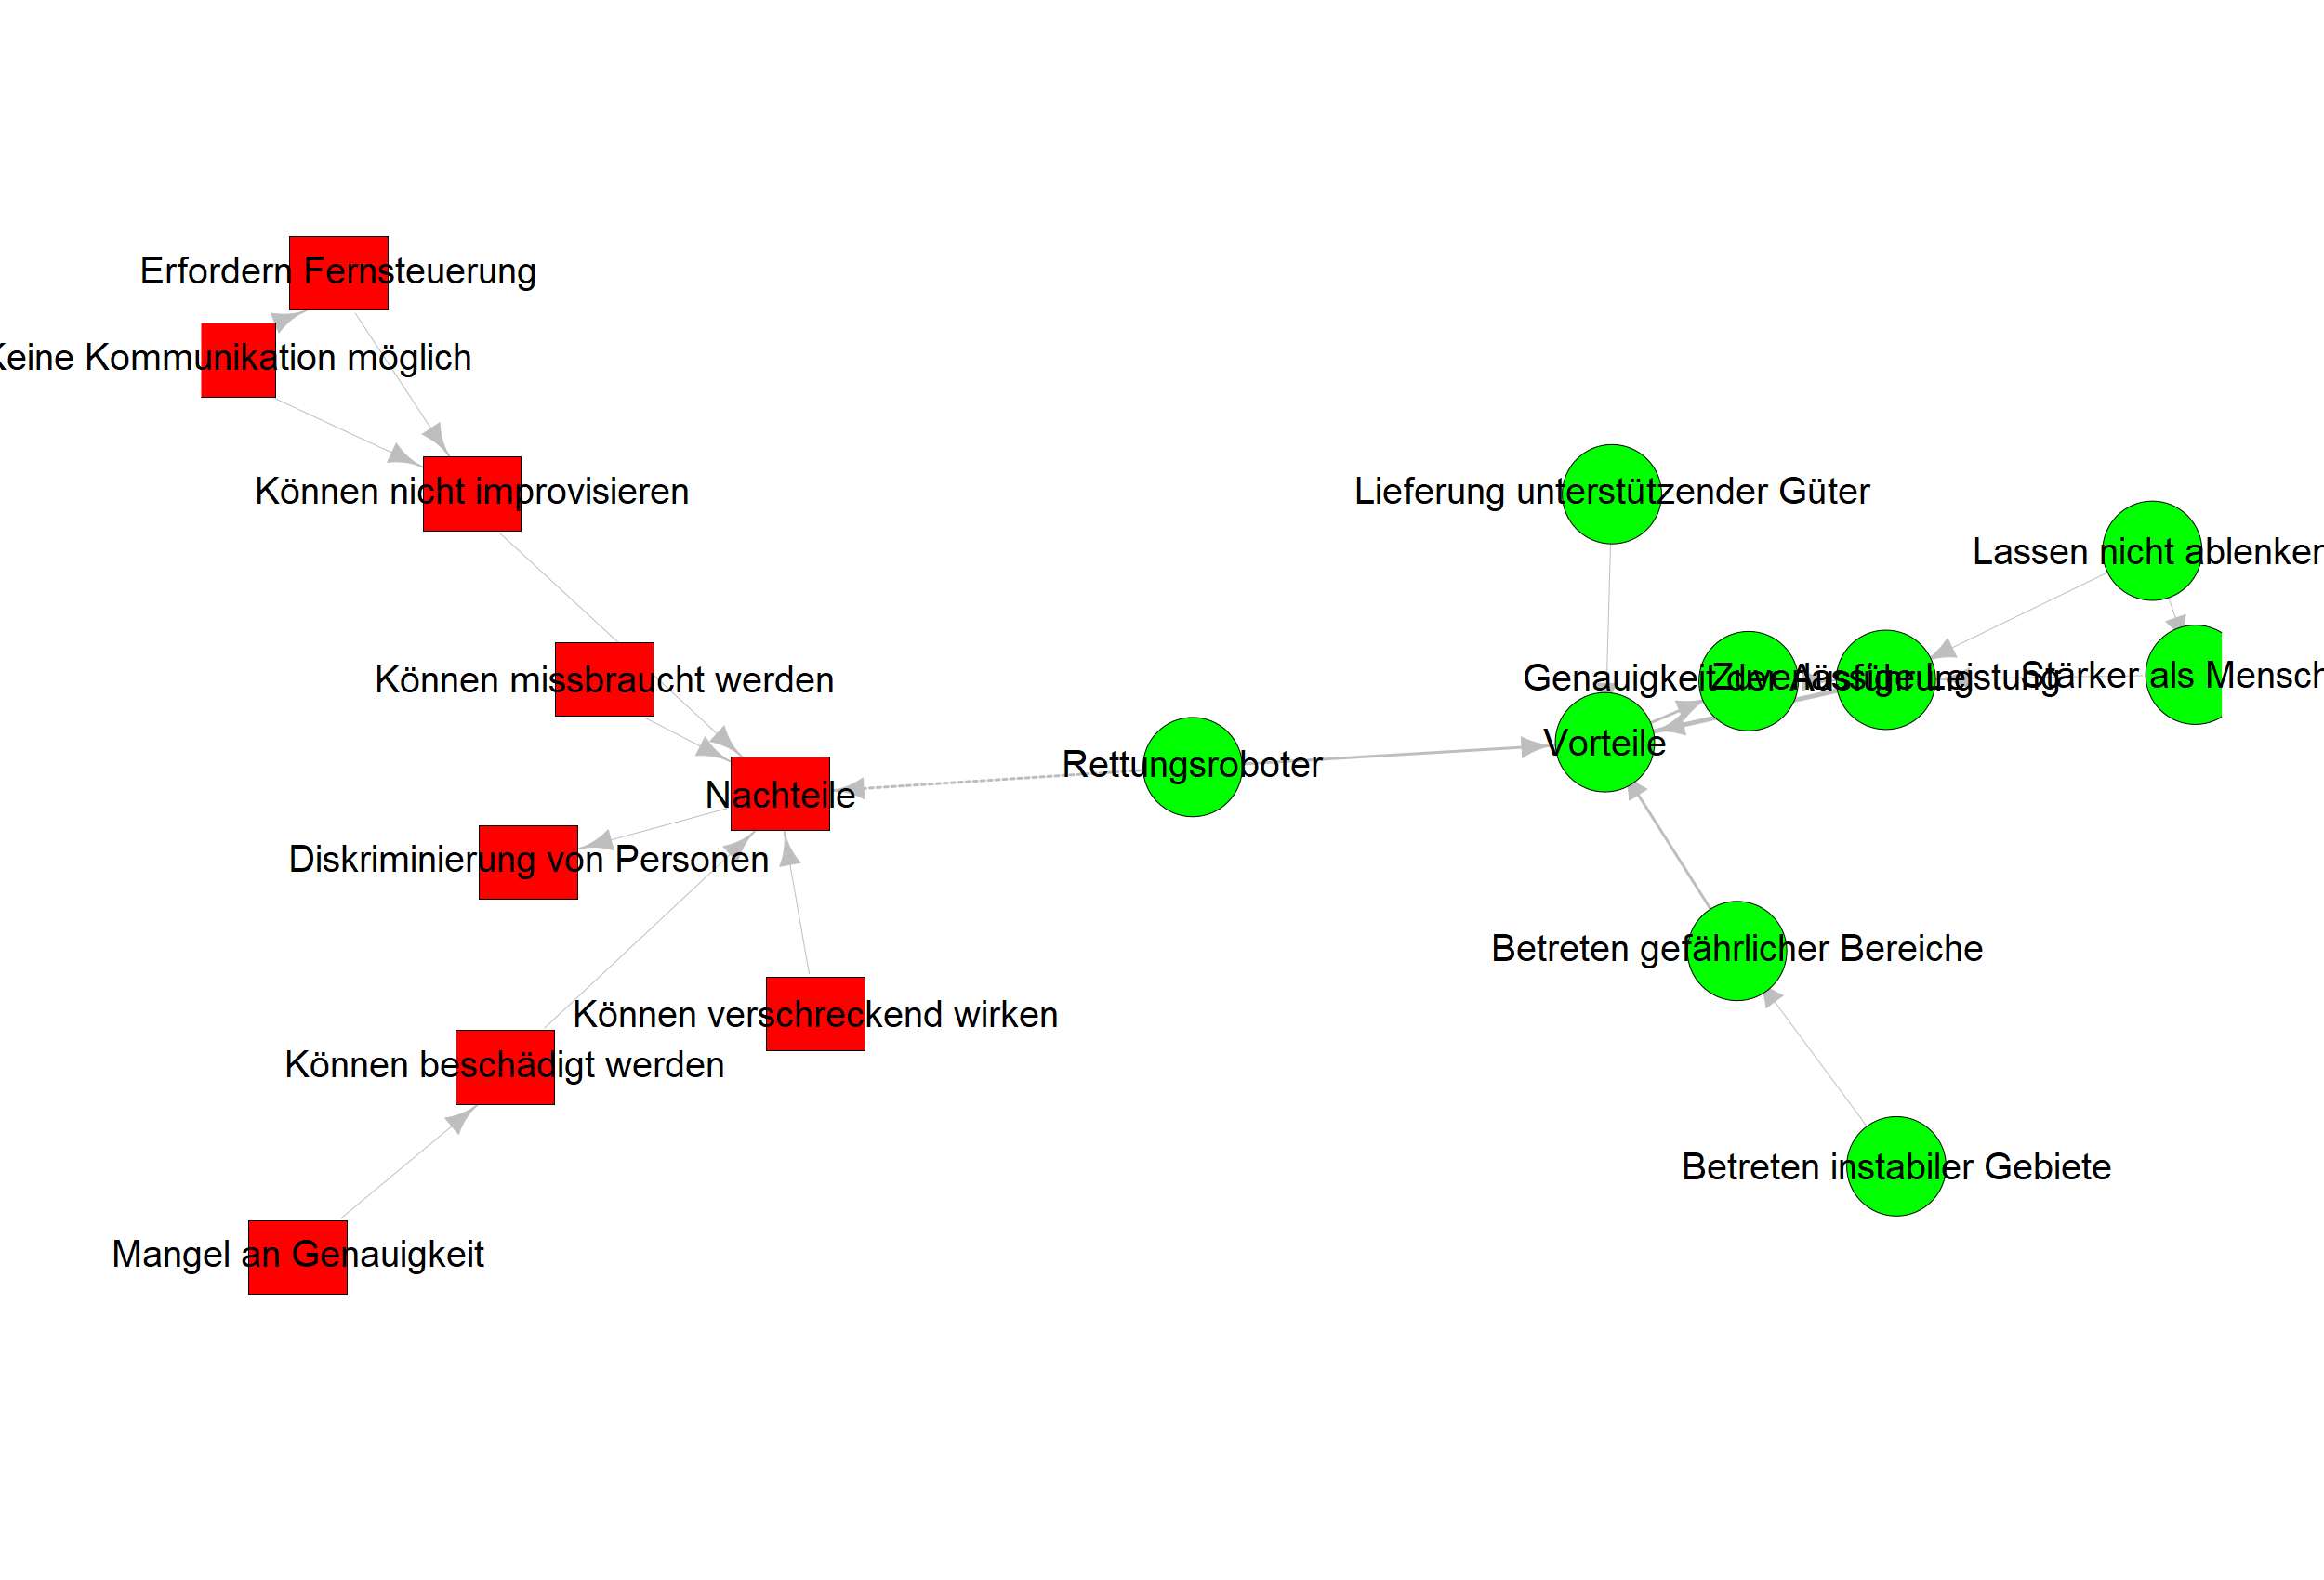 Erfordern Fernsteuerung
Keine Kommunikation möglich
Können nicht improvisieren
Lieferung unterstützender Güter
Lassen nicht ablenken
Können missbraucht werden
Genauigkeit der Ausführung
Zuverlässige Leistung
Stärker als Mensch
Vorteile
Rettungsroboter
Nachteile
Diskriminierung von Personen
Betreten gefährlicher Bereiche
Können verschreckend wirken
Können beschädigt werden
Betreten instabiler Gebiete
Mangel an Genauigkeit